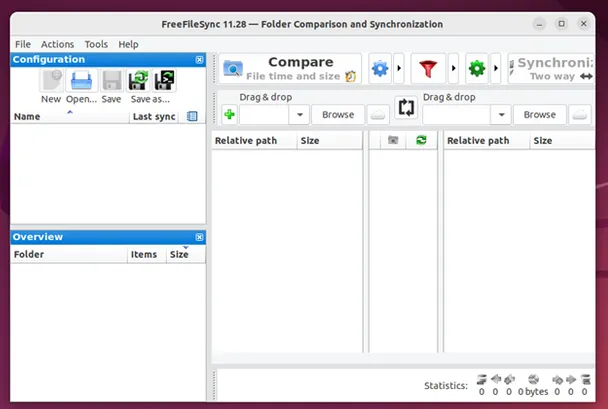 FreeFileSync 11.28 — Folder Comparison and Synchronization
File Actions Tools Help
Configuration
New Open... Save Save as...
Name Last sync
Overview
Folder Items Size
Compare
File time and size
Synchroni
Two way
Drag & drop
Browse
Drag & drop
Browse
Relative path Size
Relative path Size
Statistics:
0 0 0 0 bytes 0 0 0